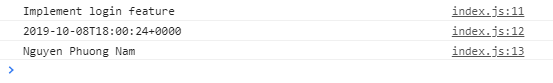 Implement login feature index.js:11
2019-10-08T18:00:24+0000 index.js:12
Nguyen Phuong Nam index.js:13
>